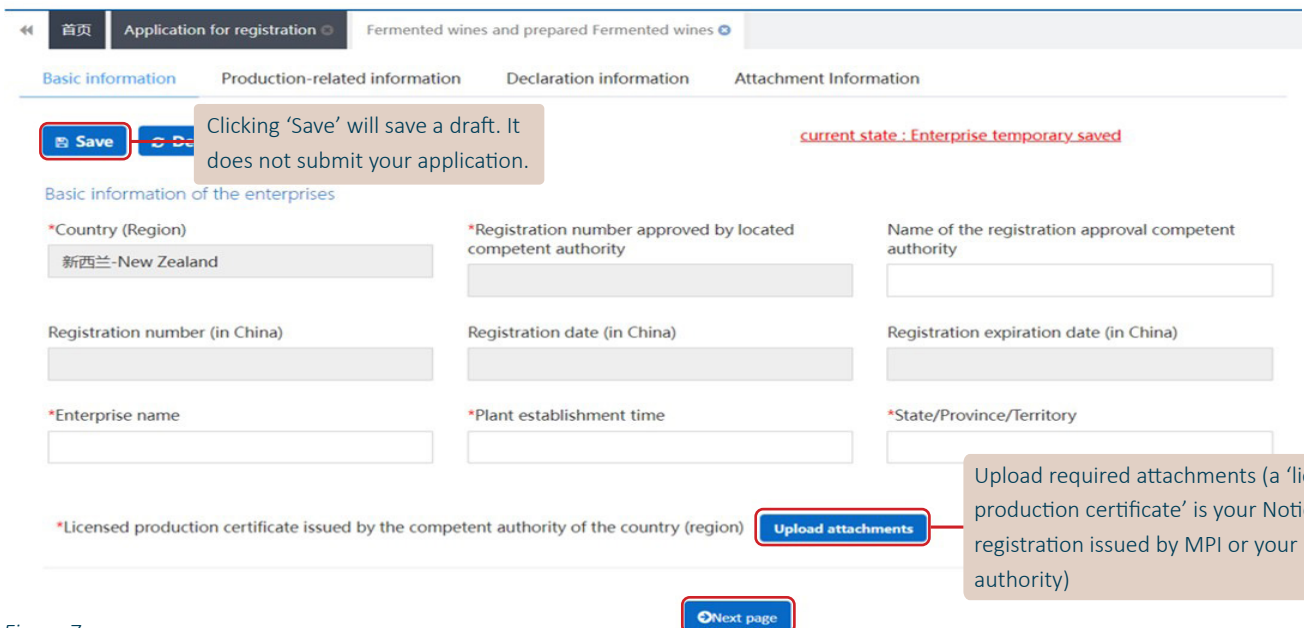 首页 Application for registration Fermented wines and prepared Fermented wines
Basic information Production-related information Declaration information Attachment Information
Save
Clicking ‘Save’ will save a draft. It
does not submit your application.
current state : Enterprise temporary saved
Basic information of the enterprises
*Country (Region)
新西兰-New Zealand
*Registration number approved by located
competent authority
Name of the registration approval competent
authority
Registration number (in China) Registration date (in China) Registration expiration date (in China)
*Enterprise name *Plant establishment time *State/Province/Territory
*Licensed production certificate issued by the competent authority of the country (region) Upload attachments
Upload required attachments (a ‘li
production certificate’ is your Noti
registration issued by MPI or your
authority)
Next page